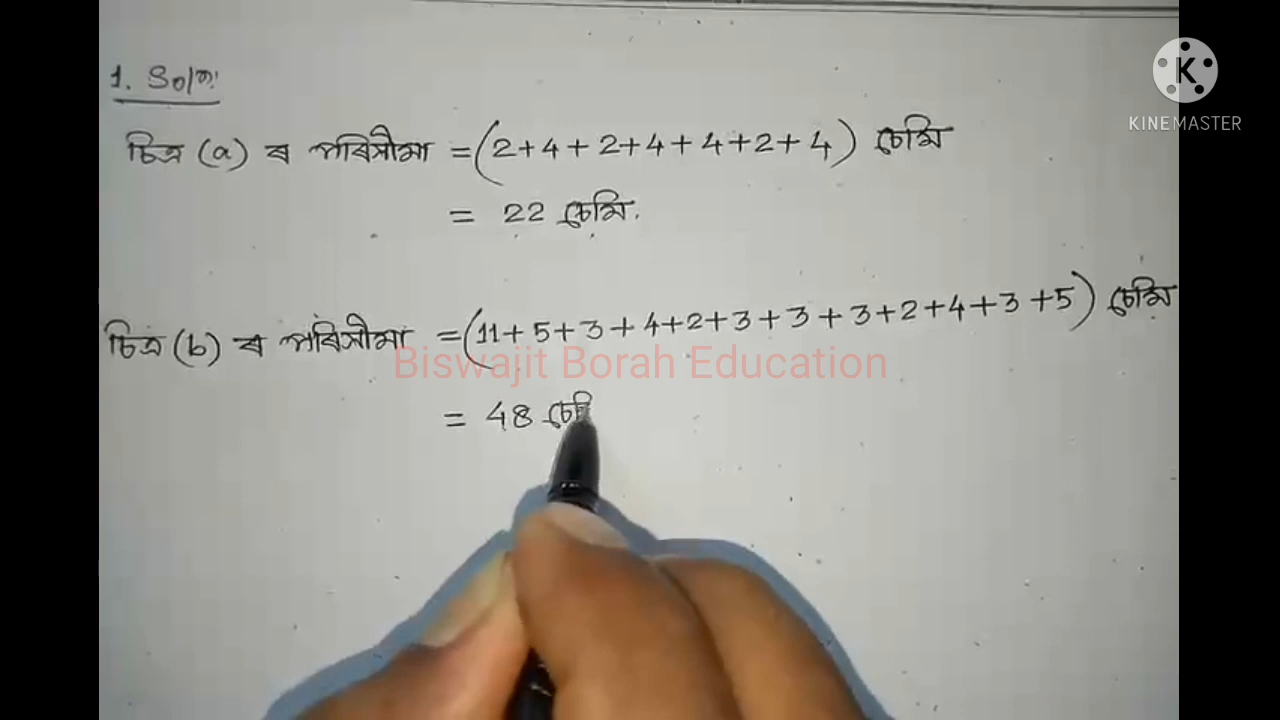 1. Solⁿ:
K
KINEMASTER
চিত্ৰ (a) ৰ পৰিসীমা = (2+4+2+4+4+2+4) চেমি
= 22 চেমি.
চিত্ৰ (b) ৰ পৰিসীমা = (11+5+3+4+2+3+3+3+2+4+3+5) চেমি
Biswajit Borah Education
= 48 চেমি